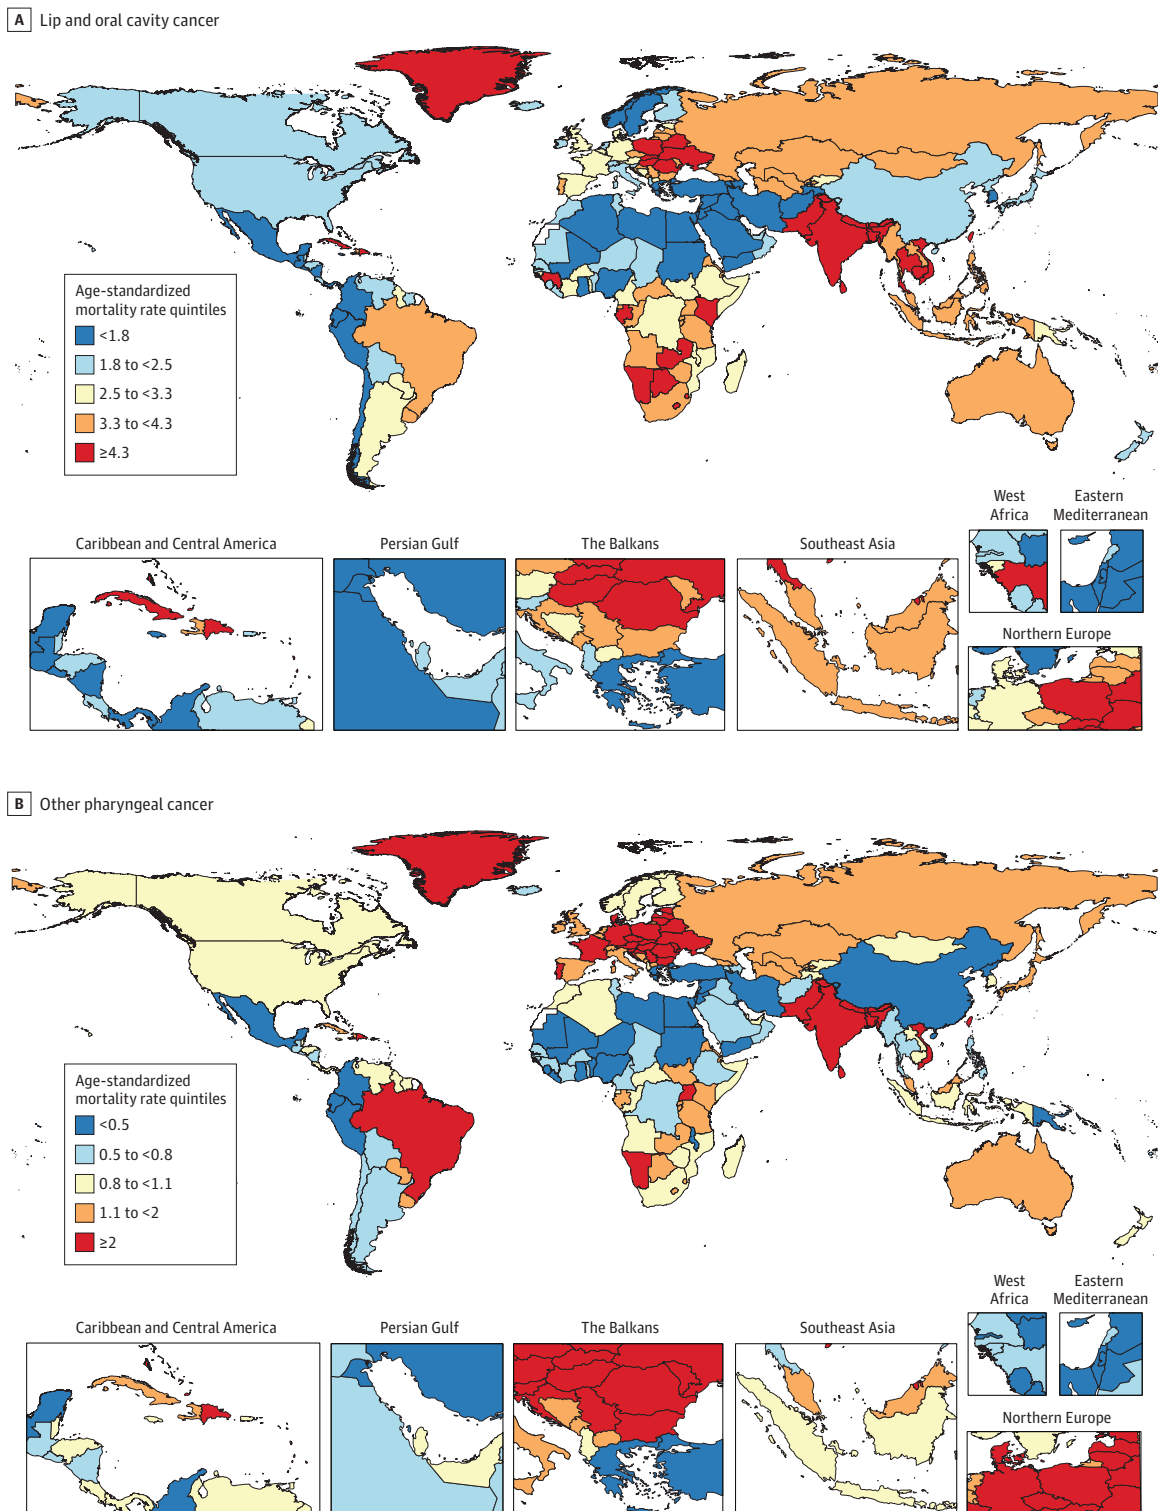 A Lip and oral cavity cancer
Age-standardized
mortality rate quintiles
<1.8
1.8 to <2.5
2.5 to <3.3
3.3 to <4.3
≥4.3
West
Africa
Eastern
Mediterranean
Caribbean and Central America
Persian Gulf
The Balkans
Southeast Asia
Northern Europe
B Other pharyngeal cancer
Age-standardized
mortality rate quintiles
<0.5
0.5 to <0.8
0.8 to <1.1
1.1 to <2
≥2
West
Africa
Eastern
Mediterranean
Caribbean and Central America
Persian Gulf
The Balkans
Southeast Asia
Northern Europe